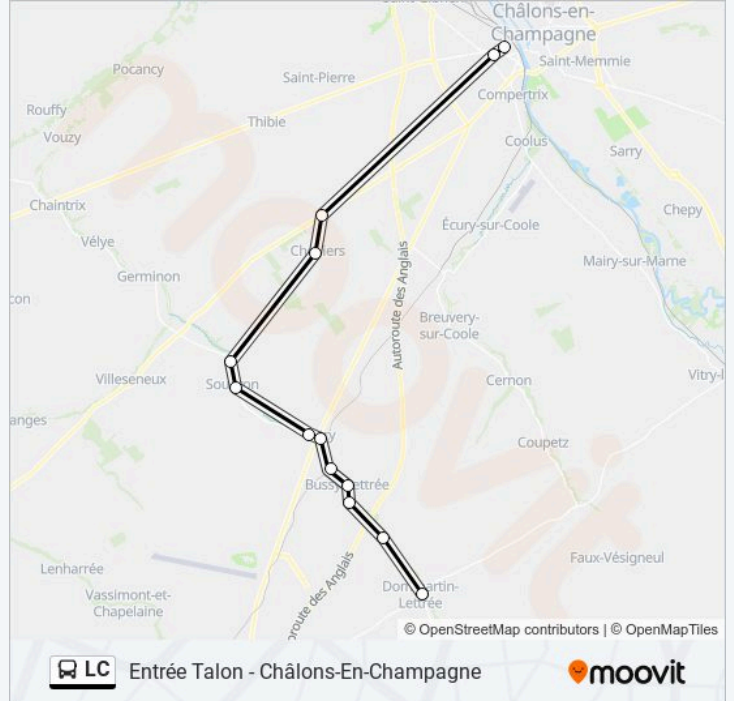 Châlons-en-
Champagne
Pocancy
Saint-Pierre
Saint-Memmie
Compertrix
Rouffy
Thibie
Vouzy
Coolus
Sarry
Chaintrix
Chepy
Écury-sur-Coole
Vélye
Mairy-sur-Marne
Germinon
Autoroute des Anglais
Breuvery-
sur-Coole
Villeseneux
Cernon
Coupetz
Faux-Vésigneul
Lenharrée
Vassimont-et-
Chapelaine
Lettrée
moovit
© OpenStreetMap contributors | © OpenMapTiles
LC Entrée Talon - Châlons-En-Champagne
moovit